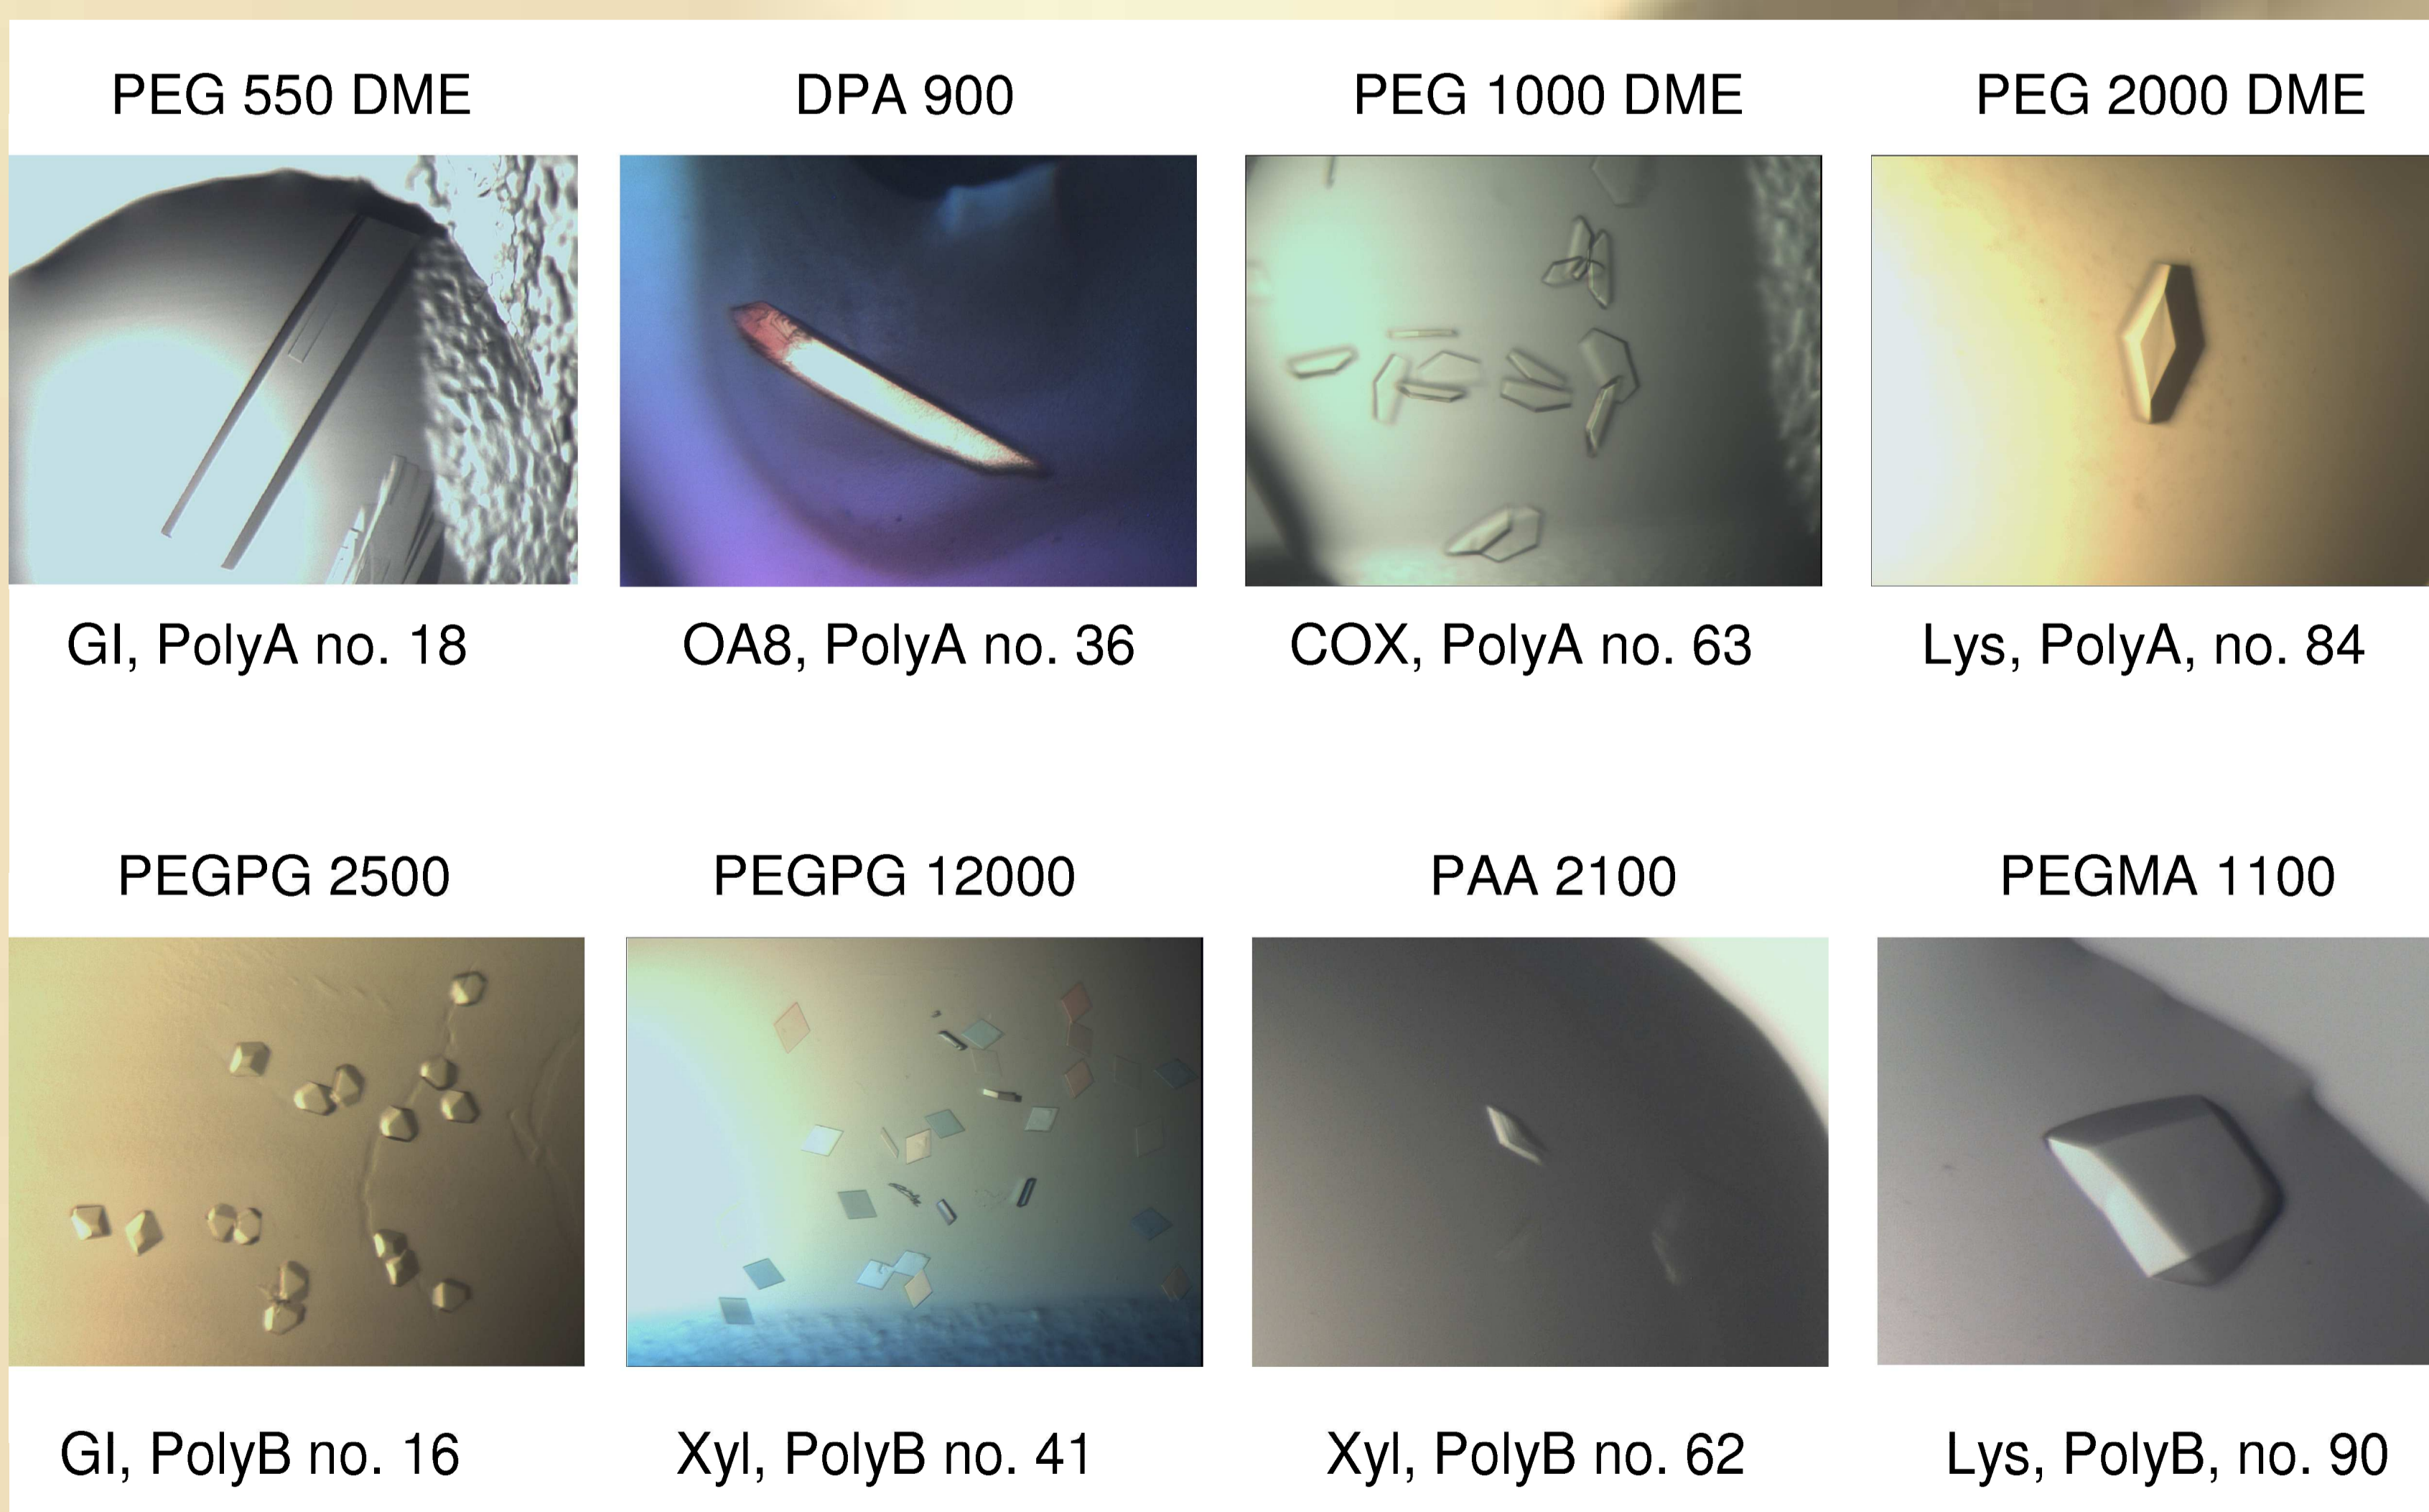 PEG 550 DME
DPA 900
PEG 1000 DME
PEG 2000 DME
GI, PolyA no. 18
OA8, PolyA no. 36
COX, PolyA no. 63
Lys, PolyA, no. 84
PEGPG 2500
PEGPG 12000
PAA 2100
PEGMA 1100
GI, PolyB no. 16
Xyl, PolyB no. 41
Xyl, PolyB no. 62
Lys, PolyB, no. 90